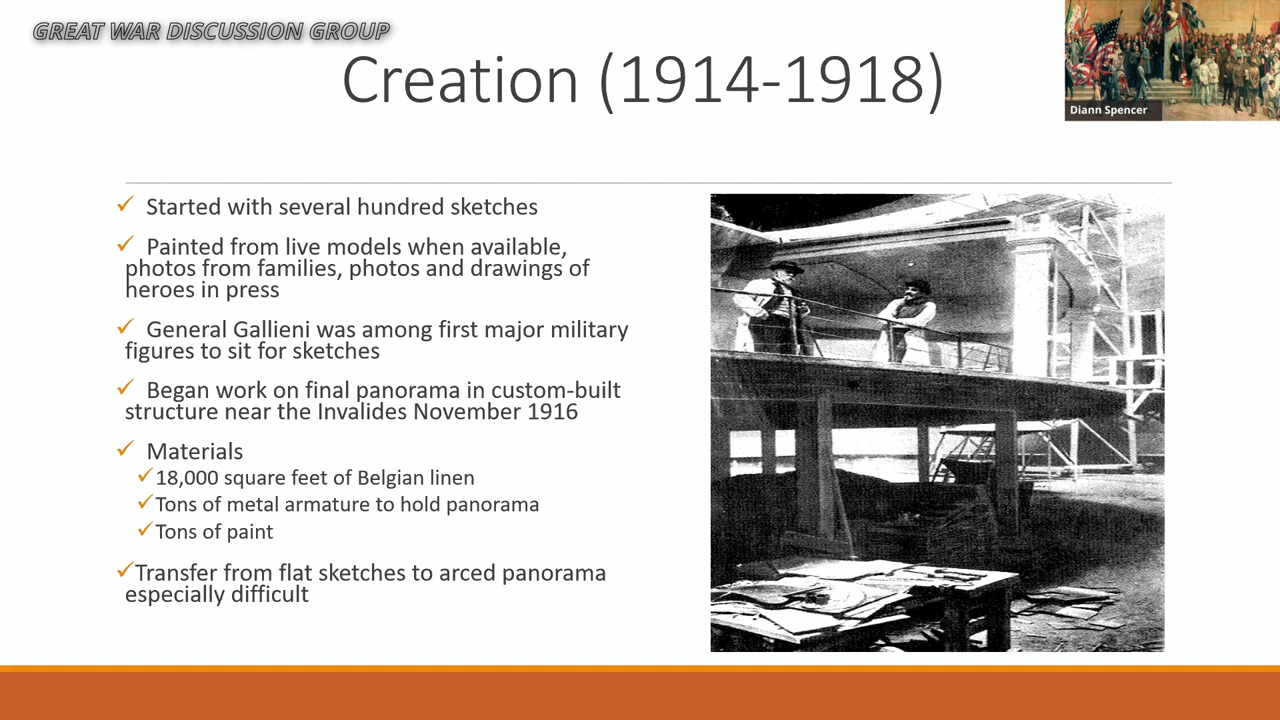 GREAT WAR DISCUSSION GROUP
Creation (1914-1918)
Diann Spencer
✓ Started with several hundred sketches
✓ Painted from live models when available,
photos from families, photos and drawings of
heroes in press
✓ General Gallieni was among first major military
figures to sit for sketches
✓ Began work on final panorama in custom-built
structure near the Invalides November 1916
✓ Materials
✓18,000 square feet of Belgian linen
✓Tons of metal armature to hold panorama
✓Tons of paint
✓Transfer from flat sketches to arced panorama
especially difficult